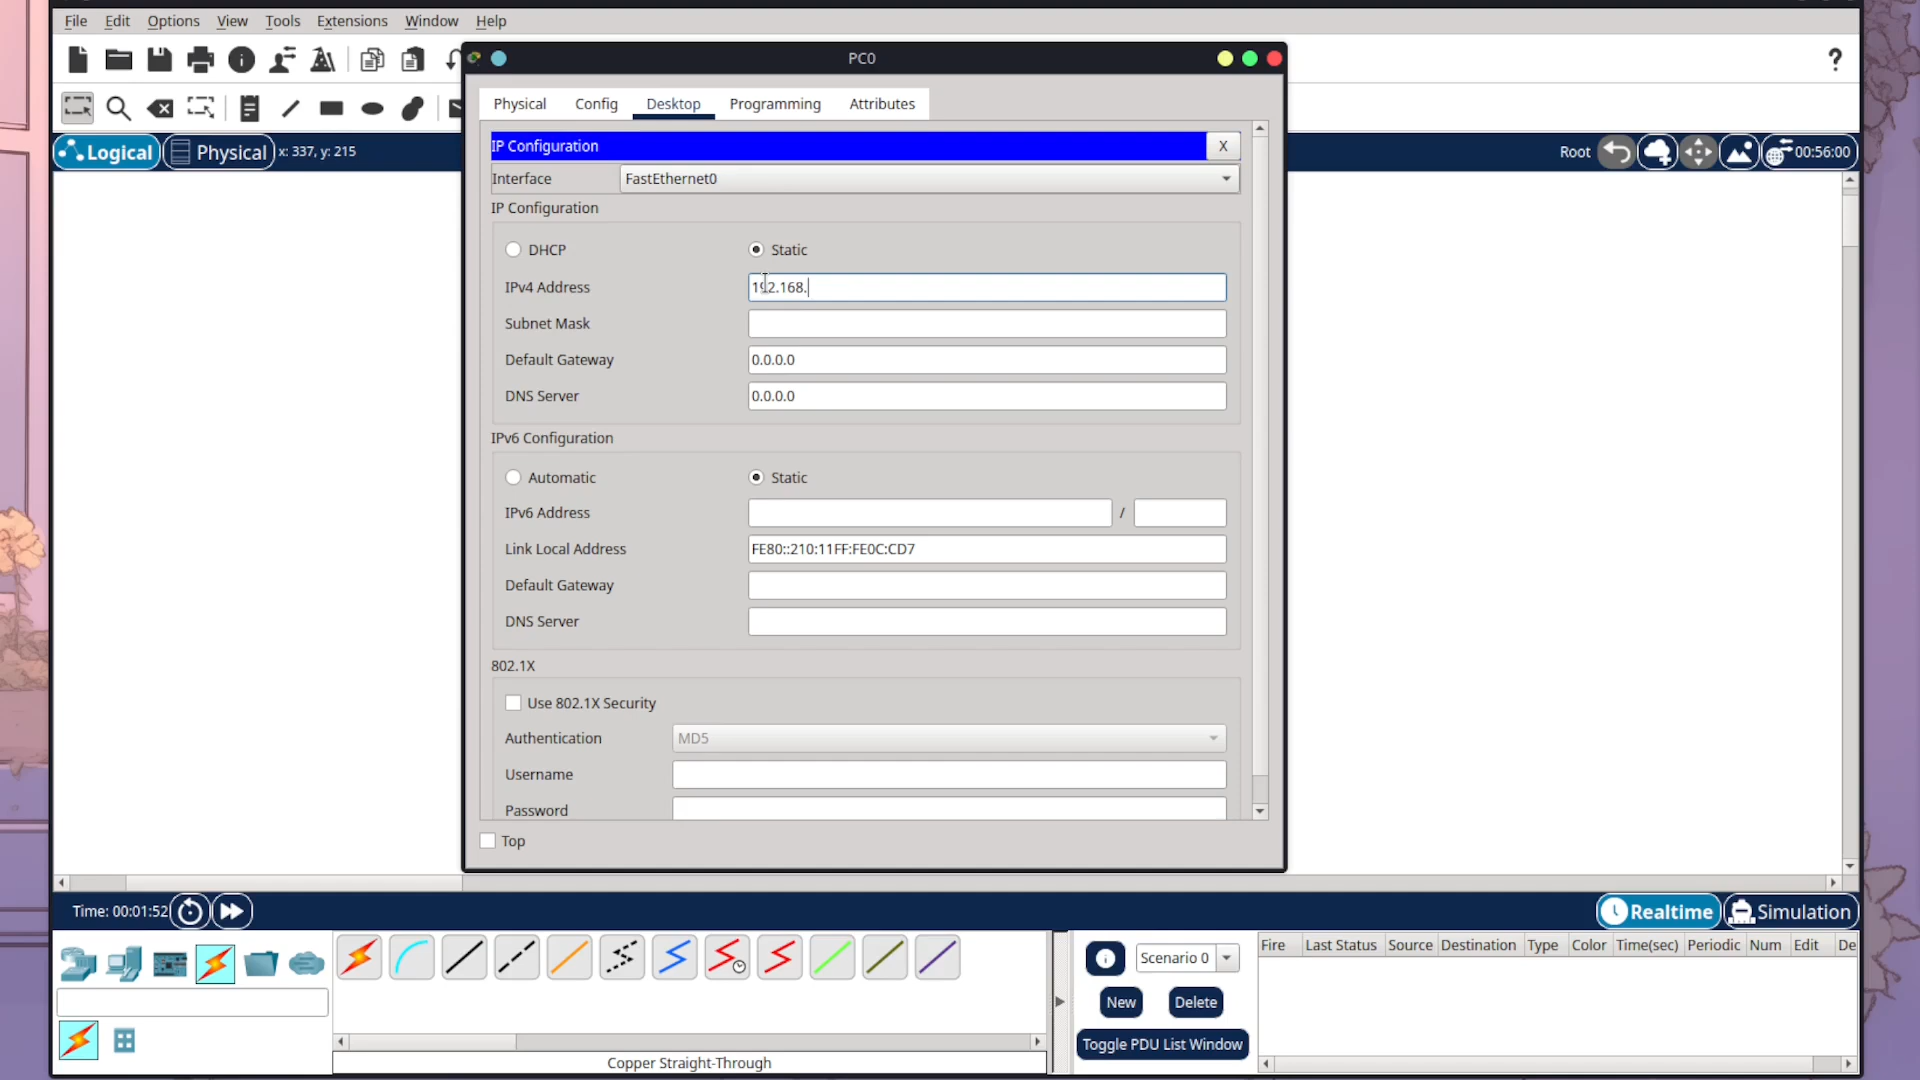 File Edit Options View Tools Extensions Window Help
PC0
?
Physical Config Desktop Programming Attributes
Logical Physical x: 337, y: 215
Root 00:56:00
IP Configuration X
Interface FastEthernet0
IP Configuration
DHCP Static
IPv4 Address 192.168.
Subnet Mask
Default Gateway 0.0.0.0
DNS Server 0.0.0.0
IPv6 Configuration
Automatic Static
IPv6 Address /
Link Local Address FE80::210:11FF:FE0C:CD7
Default Gateway
DNS Server
802.1X
Use 802.1X Security
Authentication MD5
Username
Password
Top
Time: 00:01:52
Realtime Simulation
Scenario 0
New Delete
Toggle PDU List Window
Fire Last Status Source Destination Type Color Time(sec) Periodic Num Edit De
Copper Straight-Through